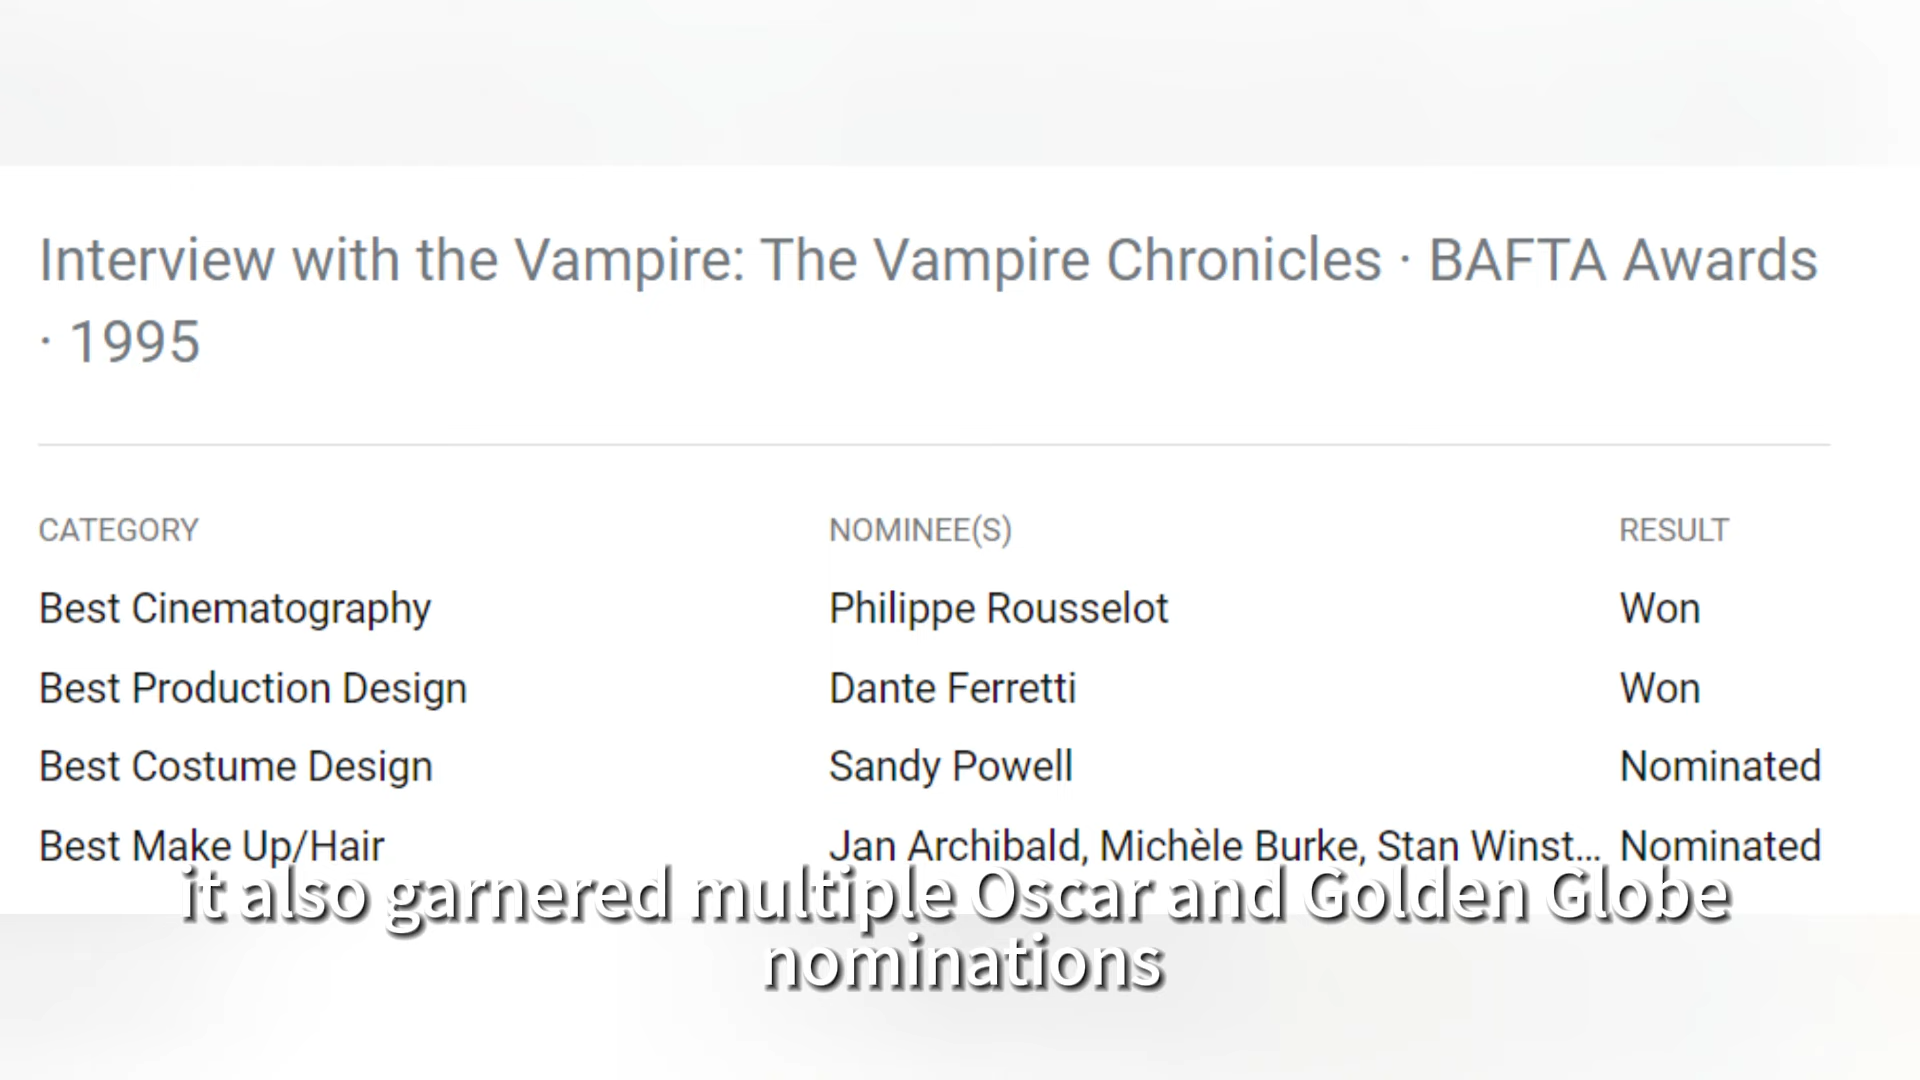 Interview with the Vampire: The Vampire Chronicles · BAFTA Awards
· 1995
CATEGORY NOMINEE(S) RESULT
Best Cinematography Philippe Rousselot Won
Best Production Design Dante Ferretti Won
Best Costume Design Sandy Powell Nominated
Best Make Up/Hair Jan Archibald, Michèle Burke, Stan Winst... Nominated
it also garnered multiple Oscar and Golden Globe
nominations